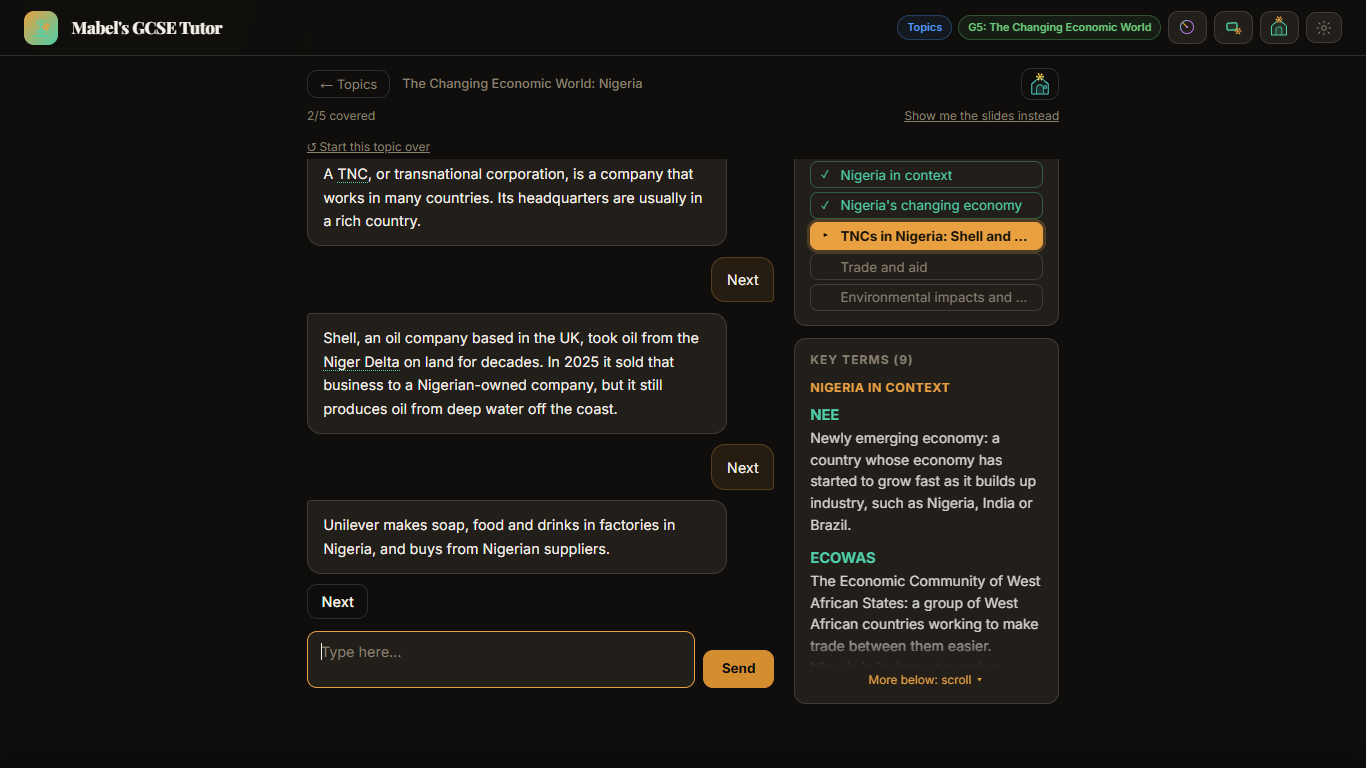 Mabel's GCSE Tutor
Topics
G5: The Changing Economic World
← Topics
The Changing Economic World: Nigeria
2/5 covered
Show me the slides instead
↺ Start this topic over
A TNC, or transnational corporation, is a company that
works in many countries. Its headquarters are usually in
a rich country.
Next
Shell, an oil company based in the UK, took oil from the
Niger Delta on land for decades. In 2025 it sold that
business to a Nigerian-owned company, but it still
produces oil from deep water off the coast.
Next
Unilever makes soap, food and drinks in factories in
Nigeria, and buys from Nigerian suppliers.
Next
Type here...
Send
✓ Nigeria in context
✓ Nigeria's changing economy
▸ TNCs in Nigeria: Shell and ...
Trade and aid
Environmental impacts and ...
KEY TERMS (9)
NIGERIA IN CONTEXT
NEE
Newly emerging economy: a
country whose economy has
started to grow fast as it builds up
industry, such as Nigeria, India or
Brazil.
ECOWAS
The Economic Community of West
African States: a group of West
African countries working to make
trade between them easier.
More below: scroll ▾